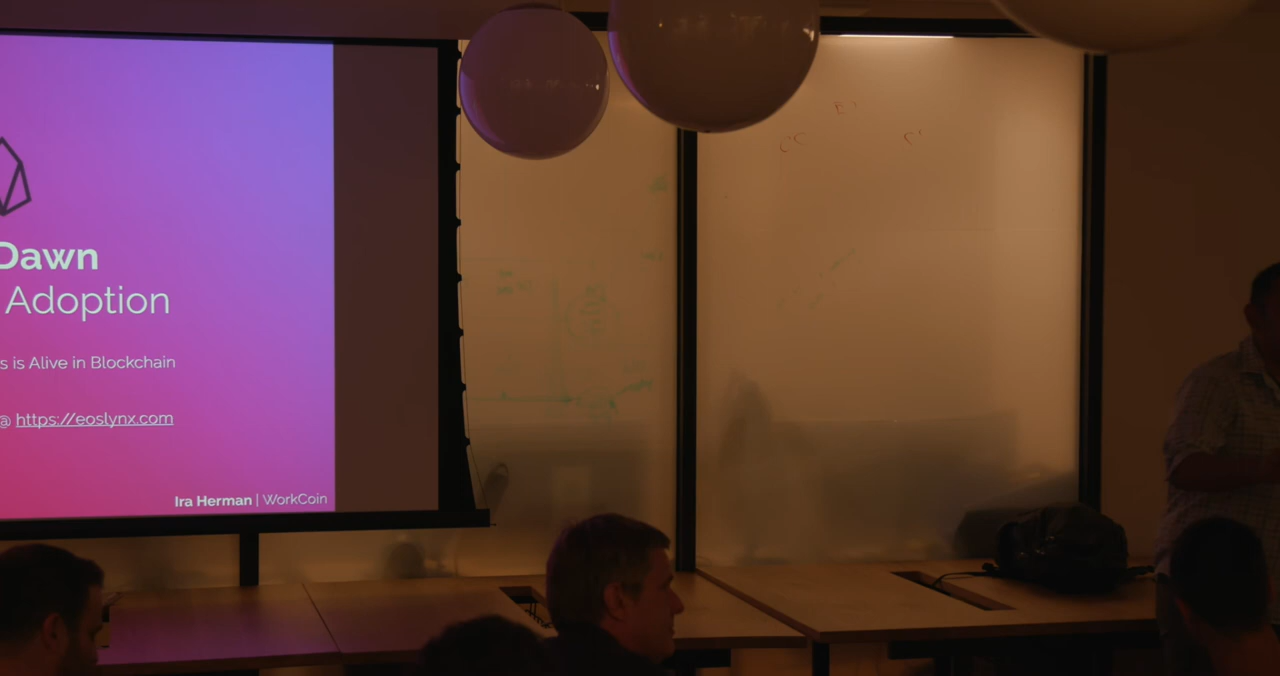 Dawn
Adoption
s is Alive in Blockchain
@ https://eoslynx.com
Ira Herman | WorkCoin